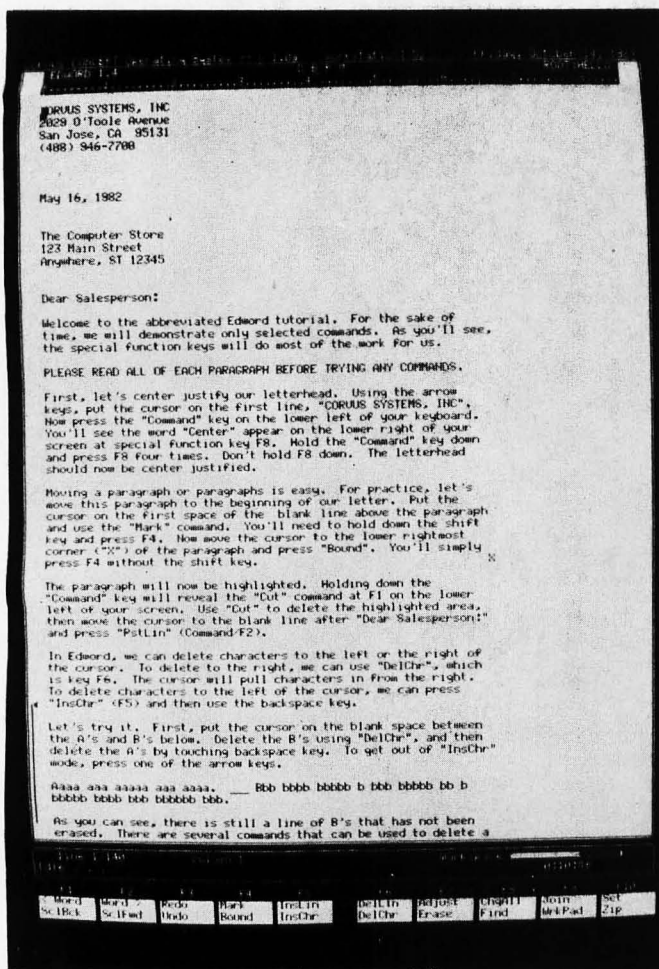 EDWORD 1.4
CORVUS SYSTEMS, INC
2029 O'Toole Avenue
San Jose, CA 95131
(408) 946-7700
May 16, 1982
The Computer Store
123 Main Street
Anywhere, ST 12345
Dear Salesperson:
Welcome to the abbreviated Edword tutorial. For the sake of
time, we will demonstrate only selected commands. As you'll see,
the special function keys will do most of the work for us.
PLEASE READ ALL OF EACH PARAGRAPH BEFORE TRYING ANY COMMANDS.
First, let's center justify our letterhead. Using the arrow
keys, put the cursor on the first line, "CORVUS SYSTEMS, INC".
Now press the "Command" key on the lower left of your keyboard.
You'll see the word "Center" appear on the lower right of your
screen at special function key F8. Hold the "Command" key down
and press F8 four times. Don't hold F8 down. The letterhead
should now be center justified.
Moving a paragraph or paragraphs is easy. For practice, let's
move this paragraph to the beginning of our letter. Put the
cursor on the first space of the blank line above the paragraph
and use the "Mark" command. You'll need to hold down the shift
key and press F4. Now move the cursor to the lower rightmost
corner ("X") of the paragraph and press "Bound". You'll simply
press F4 without the shift key. X
The paragraph will now be highlighted. Holding down the
"Command" key will reveal the "Cut" command at F1 on the lower
left of your screen. Use "Cut" to delete the highlighted area,
then move the cursor to the blank line after "Dear Salesperson:"
and press "PstLin" (Command/F2).
In Edword, we can delete characters to the left or the right of
the cursor. To delete to the right, we can use "DelChr", which
is key F6. The cursor will pull characters in from the right.
To delete characters to the left of the cursor, we can press
"InsChr" (F5) and then use the backspace key.
Let's try it. First, put the cursor on the blank space between
the A's and B's below. Delete the B's using "DelChr", and then
delete the A's by touching backspace key. To get out of "InsChr"
mode, press one of the arrow keys.
Aaaa aaa aaaaa aaa aaaa. __ Bbb bbbb bbbbb b bbb bbbbb bb b
bbbbb bbbb bbb bbbbbb bbb.
As you can see, there is still a line of B's that has not been
erased. There are several commands that can be used to delete a
< Word Word > Redo Mark InsLin DelLin Adjust ChgAll Join Set
SclBck SclFwd Undo Bound InsChr DelChr Erase Find WrkPad Zip